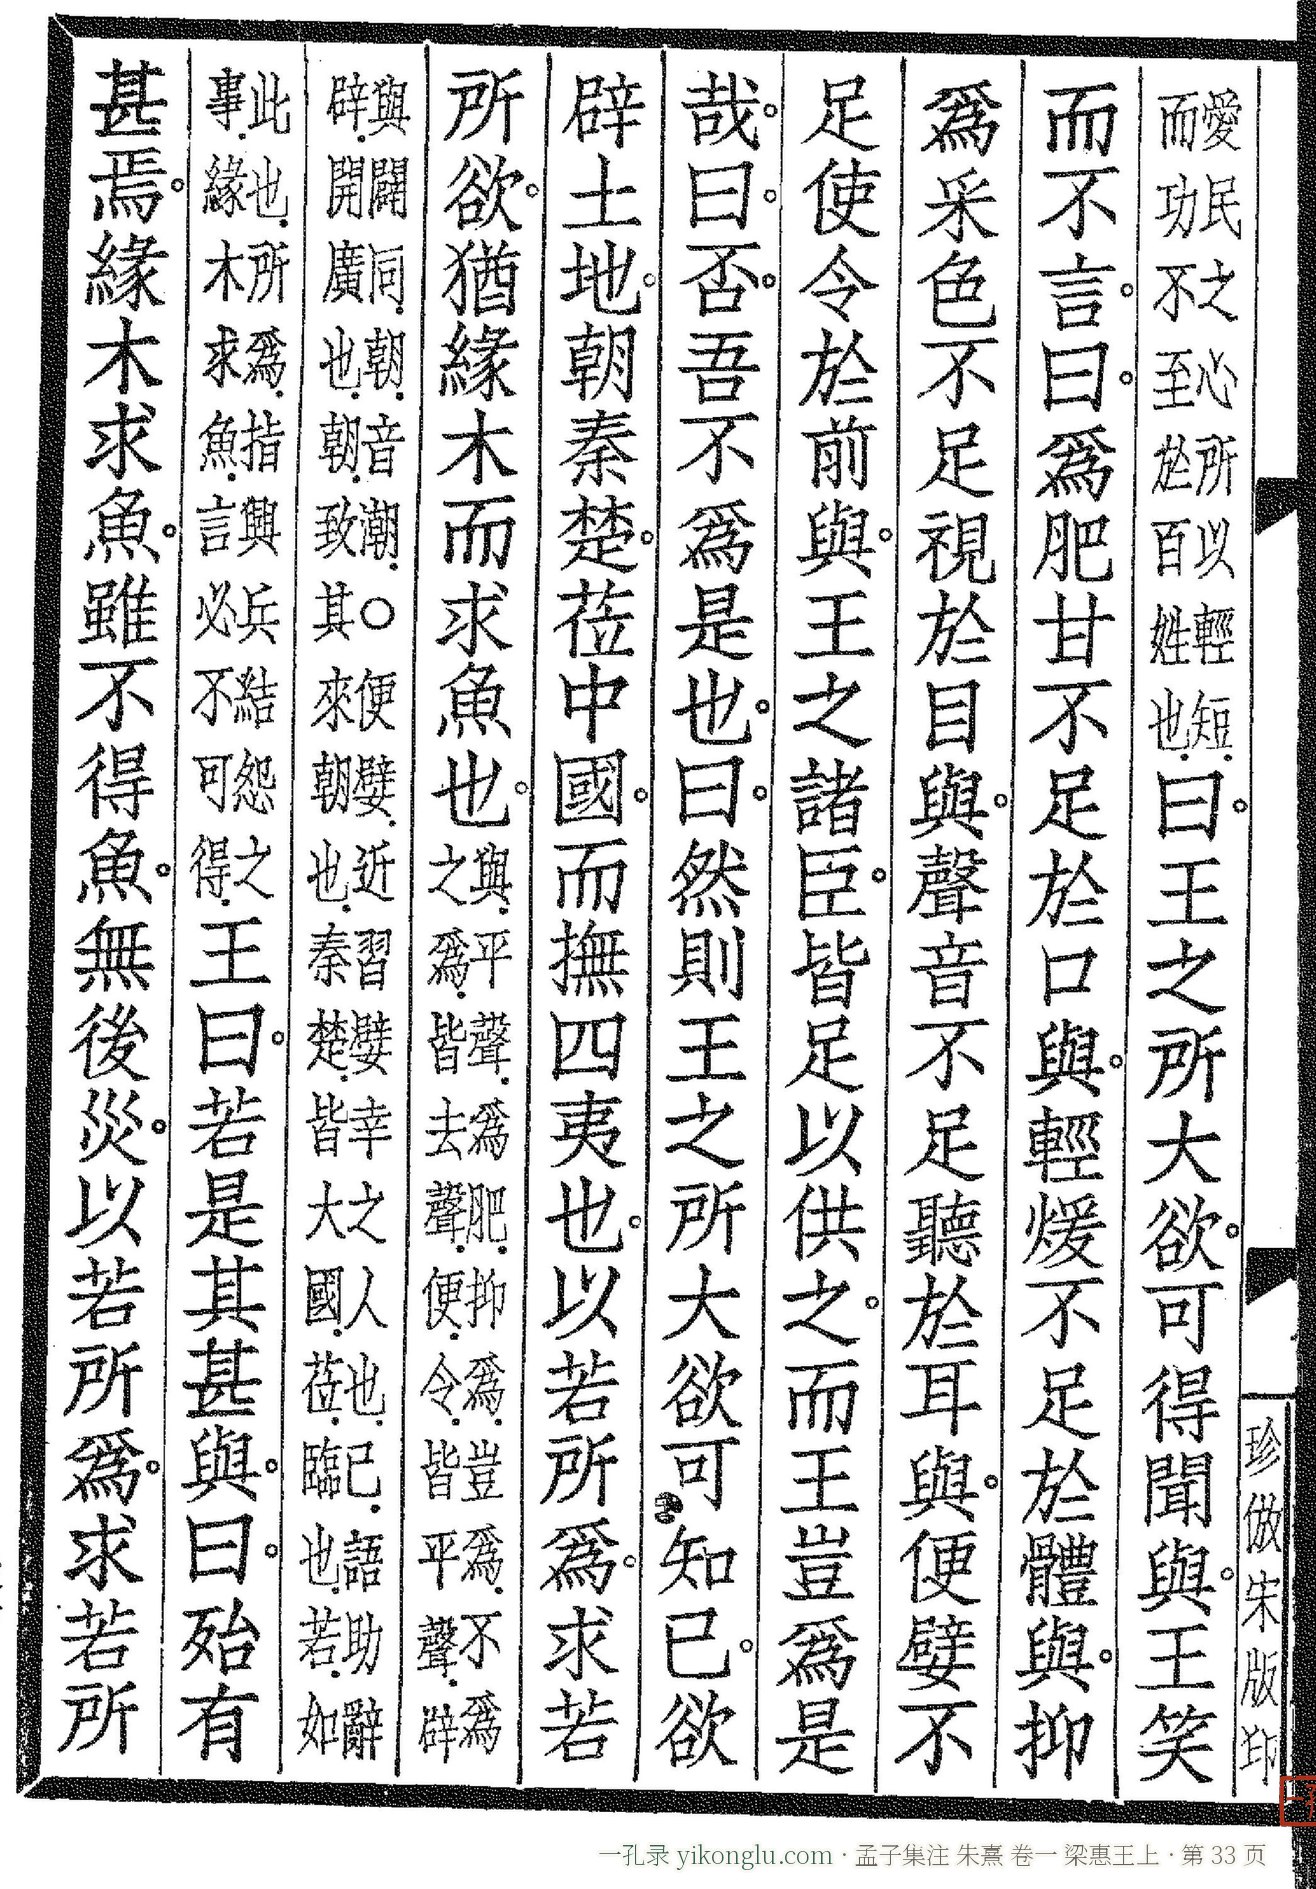 珍倣宋版印
愛民之心所以輕短.
而功不至於百姓也.
曰。王之所大欲。可得聞與。王笑
而不言。曰。爲肥甘不足於口與。輕煖不足於體與。抑
爲采色不足視於目與。聲音不足聽於耳與。便嬖不
足使令於前與。王之諸臣。皆足以供之。而王豈爲是
哉。曰。否。吾不爲是也。曰。然則王之所大欲可知已。欲
辟土地。朝秦楚。莅中國。而撫四夷也。以若所爲。求若
所欲。猶緣木而求魚也。
與.平聲.爲肥.抑爲.豈爲.不爲
之爲.皆去聲.便.令.皆平聲.辟
與闢同.朝.音潮.○便嬖.近習嬖幸之人也.已.語助辭
辟.開廣也.朝.致其來朝也.秦楚.皆大國.莅.臨也.若.如
此也.所爲.指興兵結怨之
事.緣木求魚.言必不可得.
王曰。若是其甚與。曰。殆有
甚焉。緣木求魚。雖不得魚。無後災。以若所爲。求若所
一孔录 yikonglu.com · 孟子集注 朱熹 卷一 梁惠王上 · 第 33 页